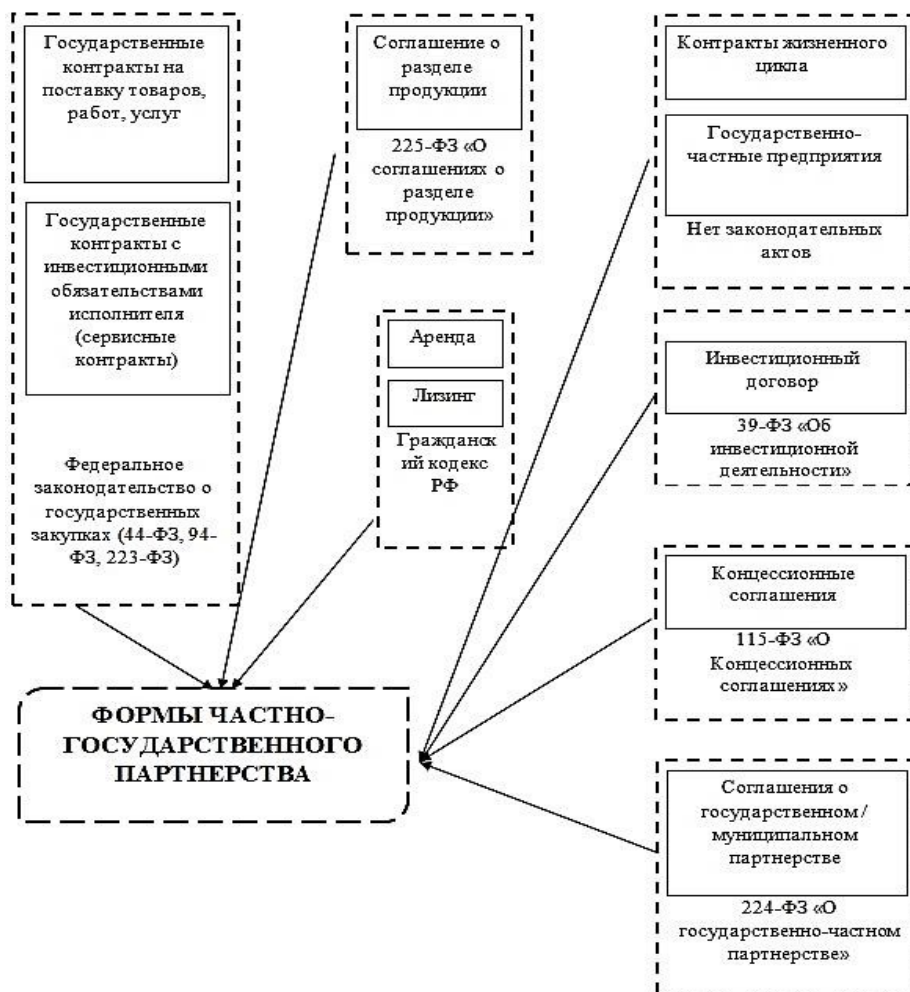 Государственные
контракты на
поставку товаров,
работ, услуг
Государственные
контракты с
инвестиционными
обязательствами
исполнителя
(сервисные
контракты)
Федеральное
законодательство о
государственных
закупках (44-ФЗ, 94-
ФЗ, 223-ФЗ)
Соглашение о
разделе
продукции
225-ФЗ «О
соглашениях о
разделе
продукции»
Аренда
Лизинг
Гражданск
ий кодекс
РФ
Контракты жизненного
цикла
Государственно-
частные предприятия
Нет законодательных
актов
Инвестиционный
договор
39-ФЗ «Об
инвестиционной
деятельности»
Концессионные
соглашения
115-ФЗ «О
Концессионных
соглашениях»
Соглашения о
государственном /
муниципальном
партнерстве
224-ФЗ «О
государственно-частном
партнерстве»
ФОРМЫ ЧАСТНО-
ГОСУДАРСТВЕННОГО
ПАРТНЕРСТВА